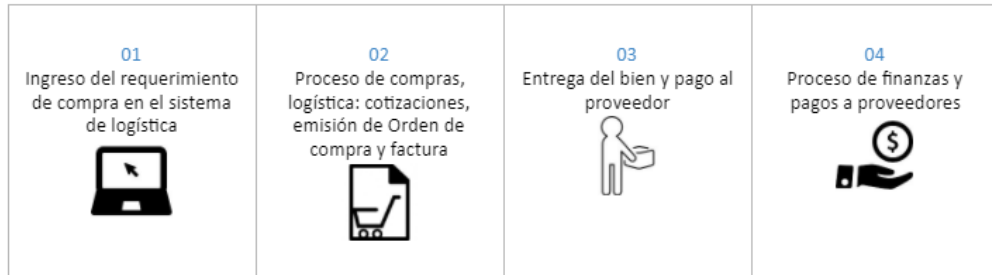 01
Ingreso del requerimiento
de compra en el sistema
de logística
02
Proceso de compras,
logística: cotizaciones,
emisión de Orden de
compra y factura
03
Entrega del bien y pago al
proveedor
04
Proceso de finanzas y
pagos a proveedores
$